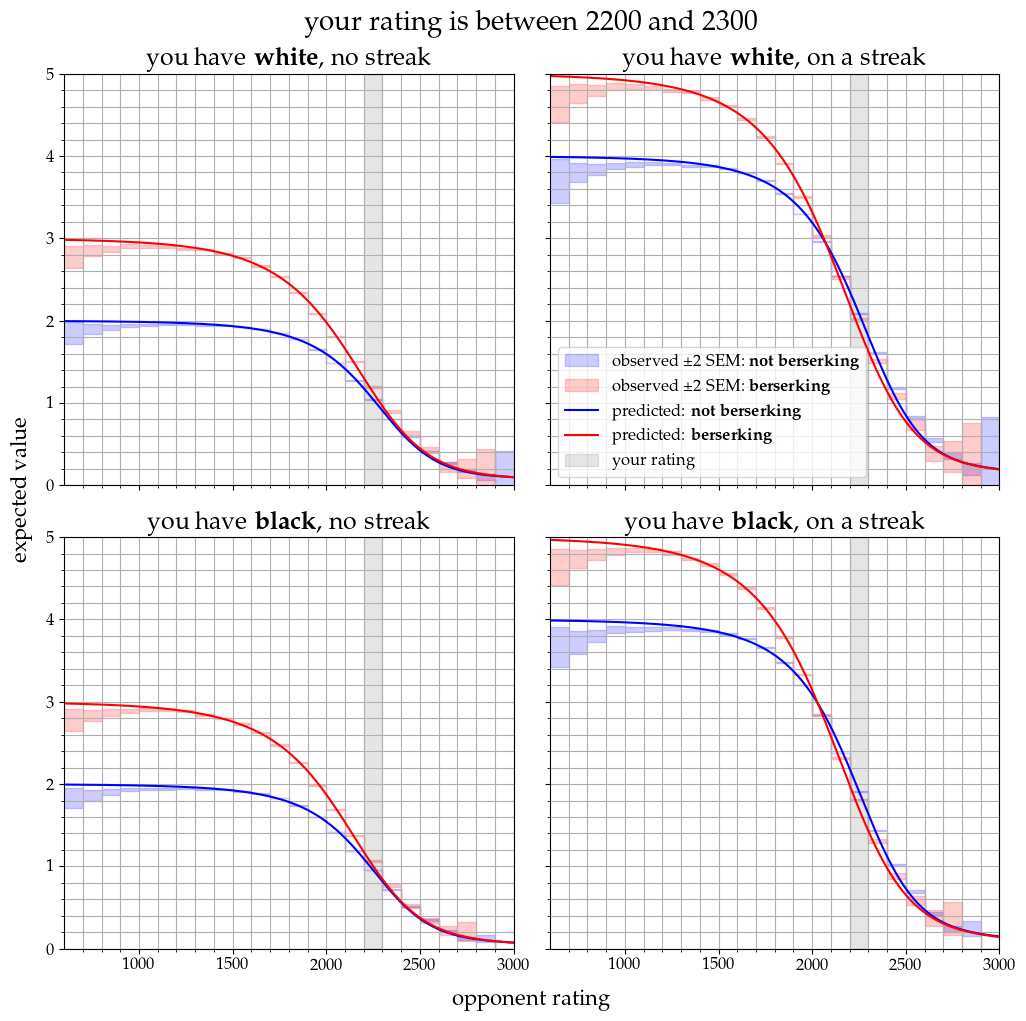 your rating is between 2200 and 2300
you have white, no streak
you have white, on a streak
5
4
3
2
1
0
observed ±2 SEM: not berserking
observed ±2 SEM: berserking
predicted: not berserking
predicted: berserking
your rating
expected value
you have black, no streak
you have black, on a streak
5
4
3
2
1
0
1000 1500 2000 2500 3000
1000 1500 2000 2500 3000
opponent rating